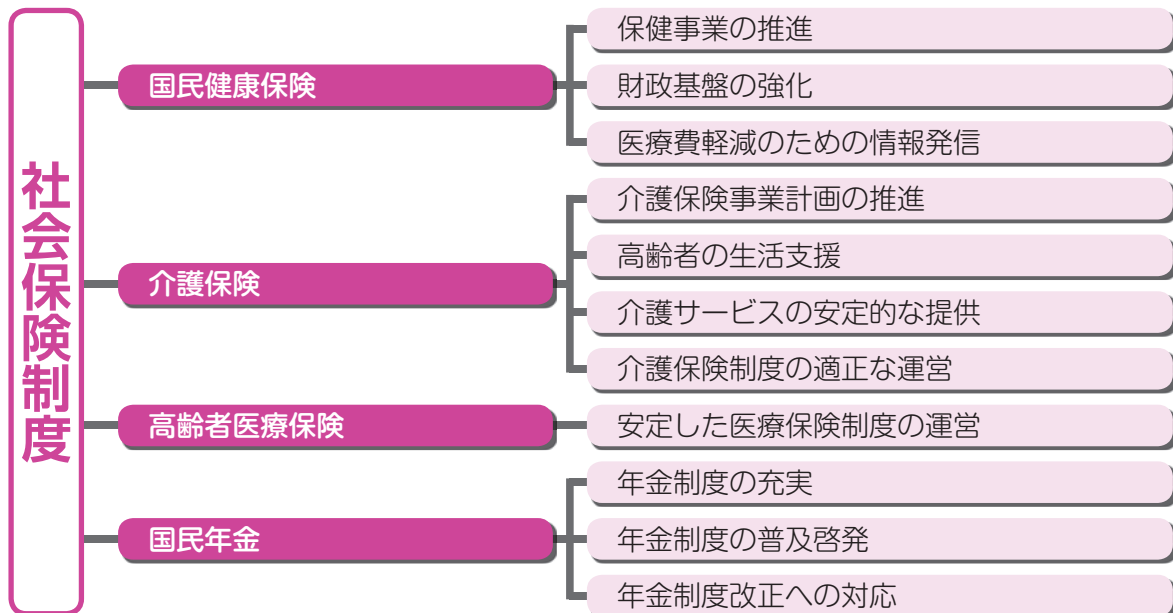 社会保険制度
国民健康保険
保健事業の推進
財政基盤の強化
医療費軽減のための情報発信
介護保険
介護保険事業計画の推進
高齢者の生活支援
介護サービスの安定的な提供
介護保険制度の適正な運営
高齢者医療保険
安定した医療保険制度の運営
国民年金
年金制度の充実
年金制度の普及啓発
年金制度改正への対応